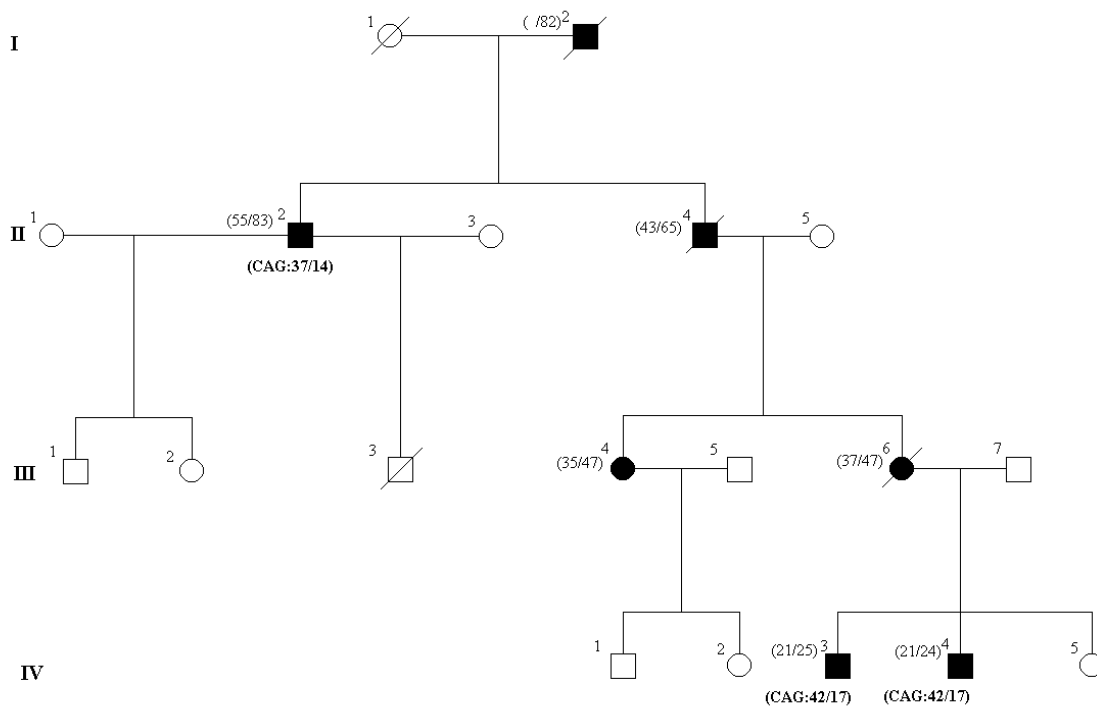 I 1 ( /82) 2
II 1 (55/83) 2 3 (43/65) 4 5
(CAG:37/14)
III 1 2 3 (35/47) 4 5 (37/47) 6 7
IV 1 2 (21/25) 3 (21/24) 4 5
(CAG:42/17) (CAG:42/17)